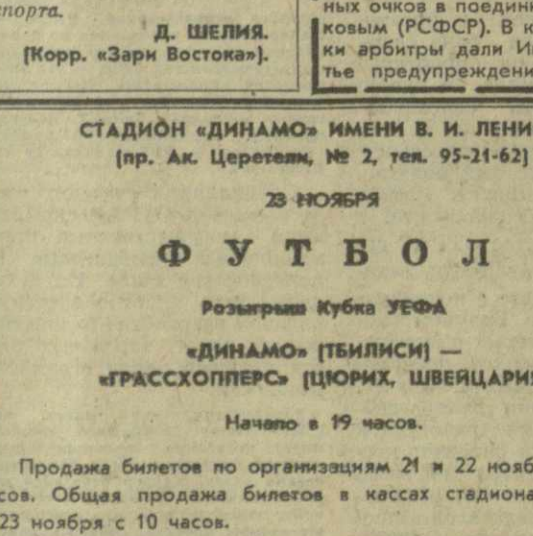 порта.
Д. ШЕЛИЯ.
(Корр. «Зари Востока»).
ных очков в поедин
ковым (РСФСР). В к
ки арбитры дали И
тье предупреждени
СТАДИОН «ДИНАМО» ИМЕНИ В. И. ЛЕНИ
(пр. Ак. Церетели, № 2, тел. 95-21-62)
23 НОЯБРЯ
ФУТБОЛ
Розыгрыш Кубка УЕФА
«ДИНАМО» (ТБИЛИСИ) —
«ГРАССХОППЕРС» (ЦЮРИХ, ШВЕЙЦАРИ
Начало в 19 часов.
Продажа билетов по организациям 21 и 22 нояб
сов. Общая продажа билетов в кассах стадиона
23 ноября с 10 часов.